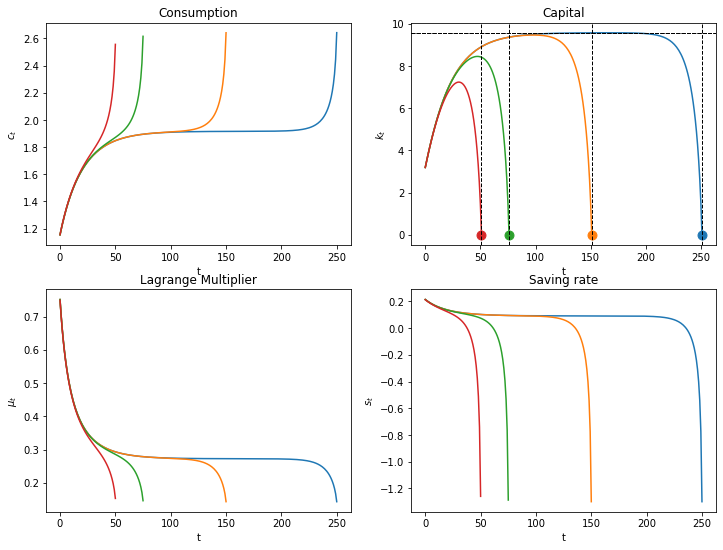 Consumption
2.6
2.4
2.2
2.0
1.8
1.6
1.4
1.2
cₜ
0 50 100 150 200 250
t
Capital
10
8
6
4
2
0
kₜ
0 50 100 150 200 250
t
Lagrange Multiplier
0.7
0.6
0.5
0.4
0.3
0.2
μₜ
0 50 100 150 200 250
t
Saving rate
0.2
0.0
−0.2
−0.4
−0.6
−0.8
−1.0
−1.2
sₜ
0 50 100 150 200 250
t